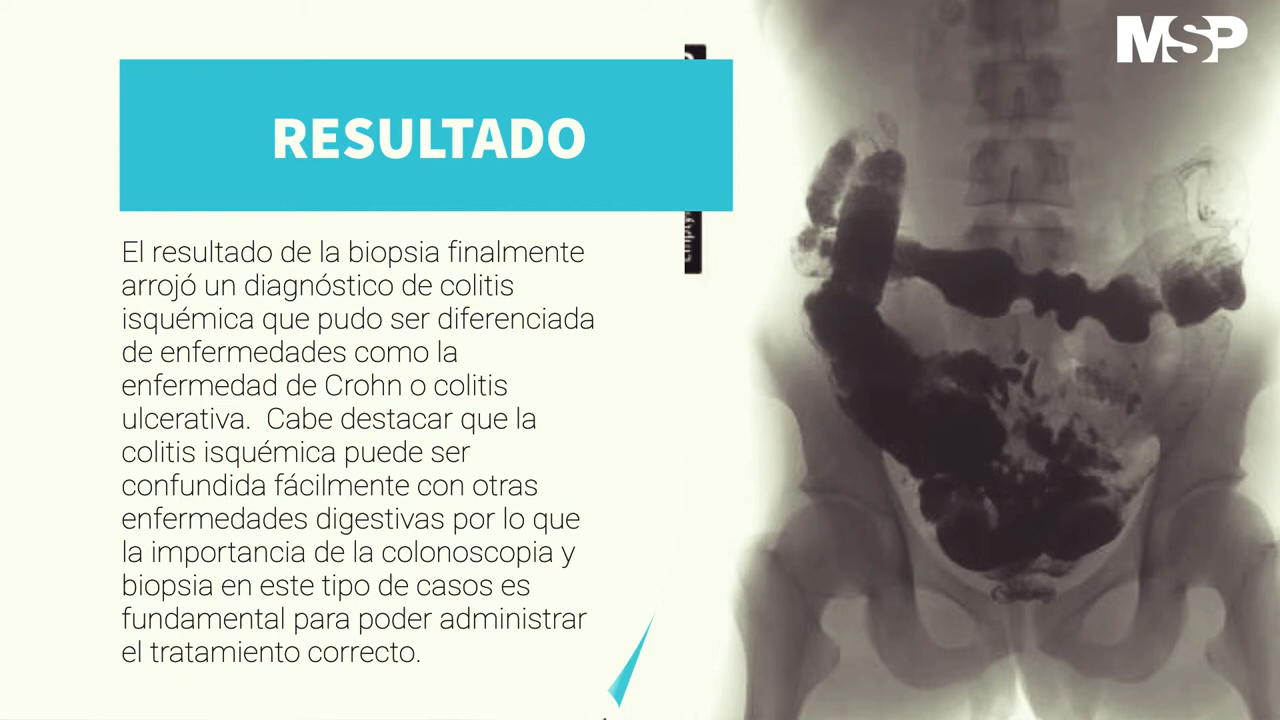 MSP
RESULTADO
El resultado de la biopsia finalmente
arrojó un diagnóstico de colitis
isquémica que pudo ser diferenciada
de enfermedades como la
enfermedad de Crohn o colitis
ulcerativa.  Cabe destacar que la
colitis isquémica puede ser
confundida fácilmente con otras
enfermedades digestivas por lo que
la importancia de la colonoscopia y
biopsia en este tipo de casos es
fundamental para poder administrar
el tratamiento correcto.